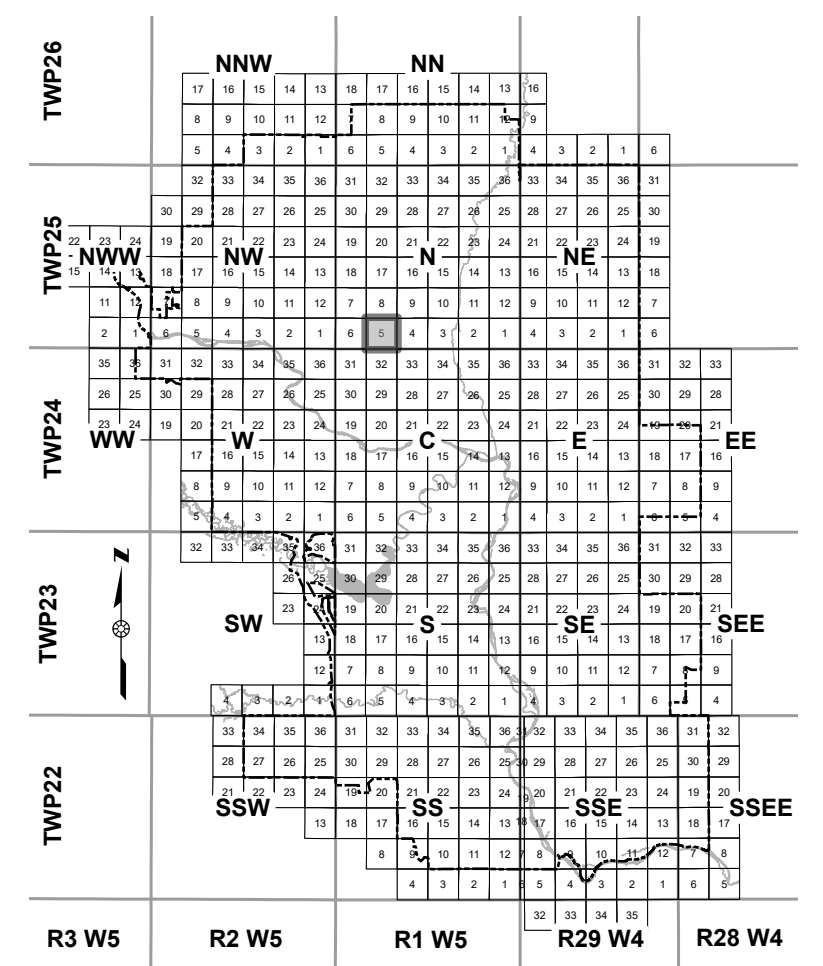 NNW NN
TWP26
17 16 15 14 13 18 17 16 15 14 13 16
8 9 10 11 12 8 9 10 11 12 9
5 4 3 2 1 6 5 4 3 2 1 4 3 2 1 6
32 33 34 35 36 31 32 33 34 35 36 33 34 35 36 31
30 29 28 27 26 25 30 29 28 27 26 25 28 27 26 25 30
TWP25
22 23 24 19 20 21 22 23 24 19 20 21 22 23 24 21 22 23 24 19
NWW NW N NE
15 14 13 18 17 16 15 14 13 18 17 16 15 14 13 16 15 14 13 18
11 12 7 8 9 10 11 12 7 8 9 10 11 12 9 10 11 12 7
2 1 6 5 4 3 2 1 6 5 4 3 2 1 4 3 2 1 6
35 36 31 32 33 34 35 36 31 32 33 34 35 36 33 34 35 36 31 32 33
26 25 30 29 28 27 26 25 30 29 28 27 26 25 28 27 26 25 30 29 28
TWP24
23 24 19 20 21 22 23 24 19 20 21 22 23 24 21 22 23 24 19 20 21
WW W C E EE
17 16 15 14 13 18 17 16 15 14 13 16 15 14 13 18 17 16
8 9 10 11 12 7 8 9 10 11 12 9 10 11 12 7 8 9
5 4 3 2 1 6 5 4 3 2 1 4 3 2 1 6 5 4
32 33 34 35 36 31 32 33 34 35 36 33 34 35 36 31 32 33
Z
26 25 30 29 28 27 26 25 28 27 26 25 30 29 28
TWP23
23 24 19 20 21 22 23 24 21 22 23 24 19 20 21
SW S SE SEE
13 18 17 16 15 14 13 16 15 14 13 18 17 16
12 7 8 9 10 11 12 9 10 11 12 7 8 9
4 3 2 1 6 5 4 3 2 1 4 3 2 1 6 5 4
33 34 35 36 31 32 33 34 35 36 31 32 33 34 35 36 31 32
28 27 26 25 30 29 28 27 26 25 30 29 28 27 26 25 30 29
TWP22
21 22 23 24 19 20 21 22 23 24 19 20 21 22 23 24 19 20
SSW SS SSE SSEE
13 18 17 16 15 14 13 18 17 16 15 14 13 18 17
8 9 10 11 12 7 8 9 10 11 12 7 8
4 3 2 1 6 5 4 3 2 1 6 5
32 33 34 35
R3 W5 R2 W5 R1 W5 R29 W4 R28 W4